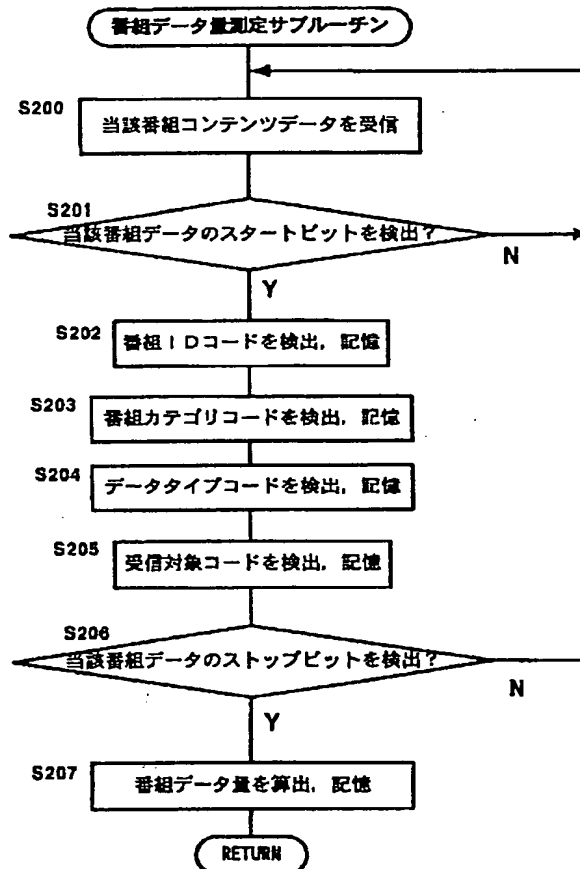 番組データ量測定サブルーチン
S200
当該番組コンテンツデータを受信
S201
当該番組データのスタートビットを検出?
N
Y
S202
番組IDコードを検出,記憶
S203
番組カテゴリコードを検出,記憶
S204
データタイプコードを検出,記憶
S205
受信対象コードを検出,記憶
S206
当該番組データのストップビットを検出?
N
Y
S207
番組データ量を算出,記憶
RETURN